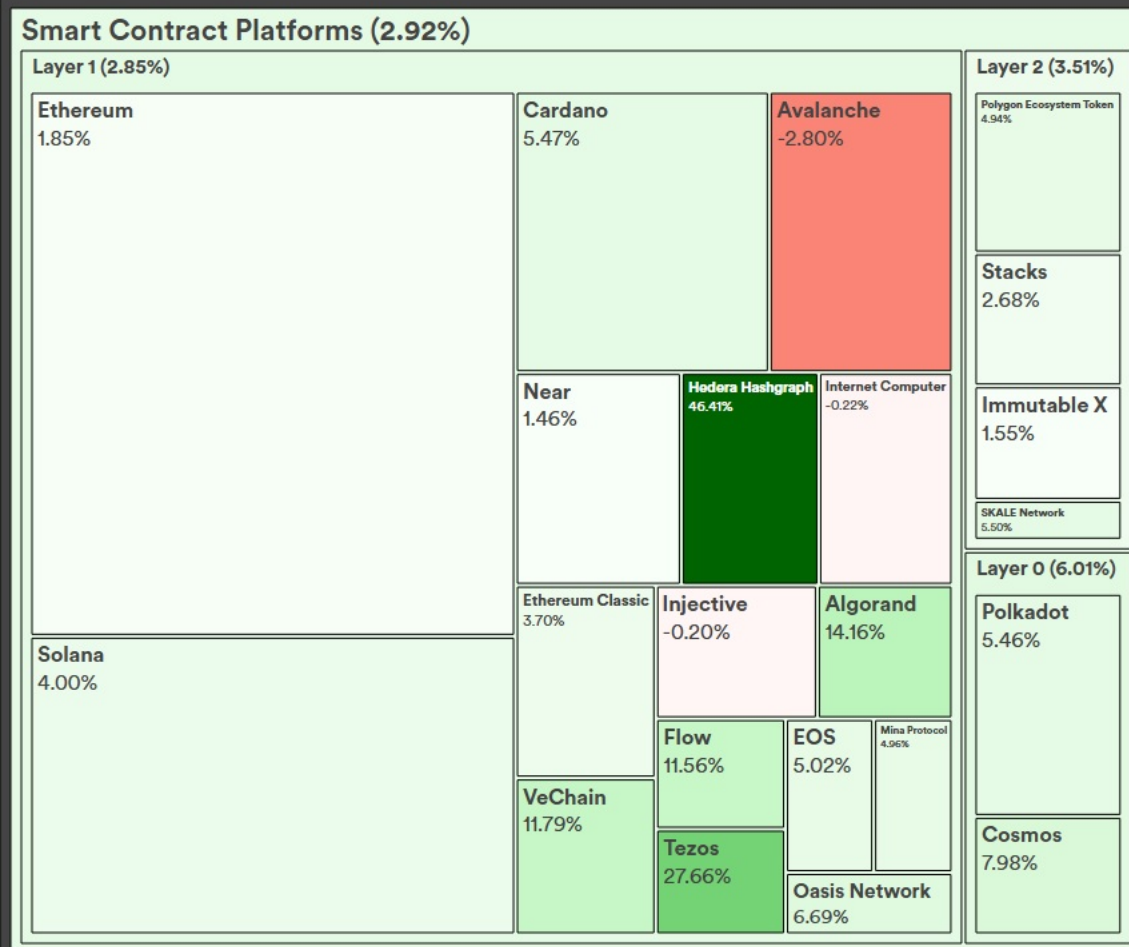 Smart Contract Platforms (2.92%)
Layer 1 (2.85%)
Ethereum
1.85%
Solana
4.00%
Cardano
5.47%
Avalanche
-2.80%
Near
1.46%
Hedera Hashgraph
46.41%
Internet Computer
-0.22%
Ethereum Classic
3.70%
Injective
-0.20%
Algorand
14.16%
VeChain
11.79%
Flow
11.56%
Tezos
27.66%
EOS
5.02%
Mina Protocol
4.96%
Oasis Network
6.69%
Layer 2 (3.51%)
Polygon Ecosystem Token
4.94%
Stacks
2.68%
Immutable X
1.55%
SKALE Network
5.50%
Layer 0 (6.01%)
Polkadot
5.46%
Cosmos
7.98%